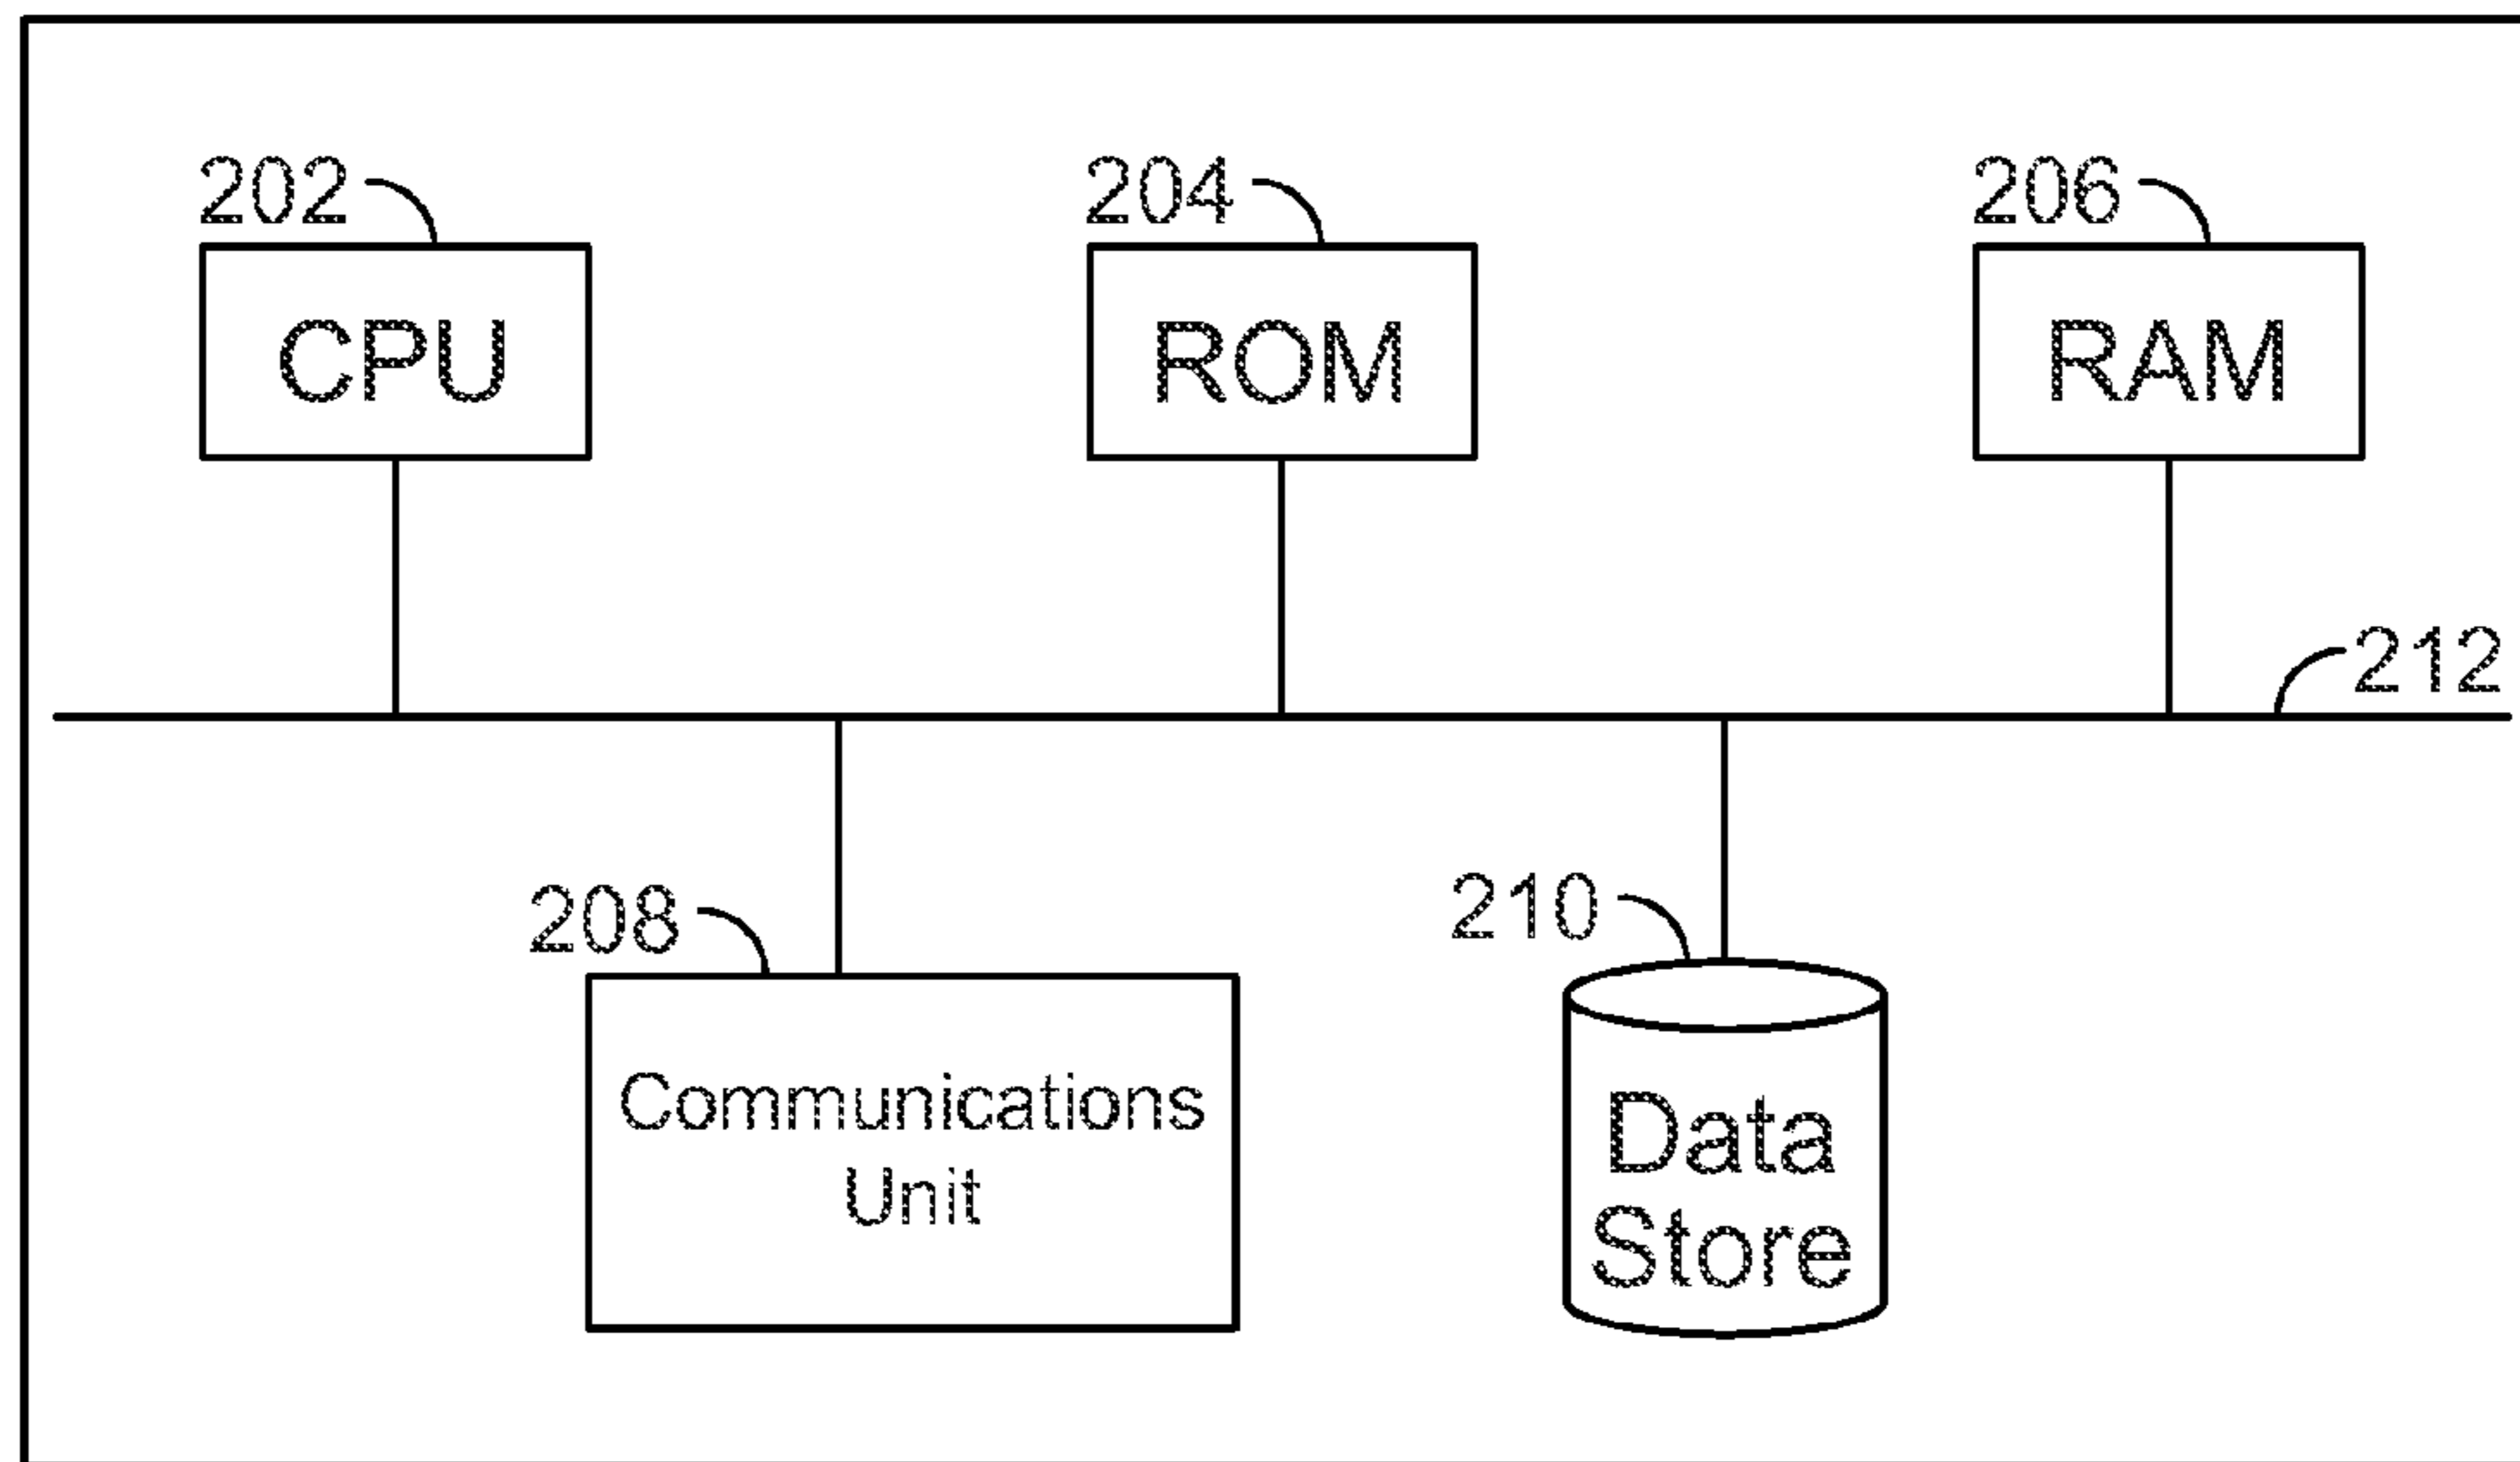 202
204
206
CPU
ROM
RAM
212
208
210
Communications
Unit
Data
Store